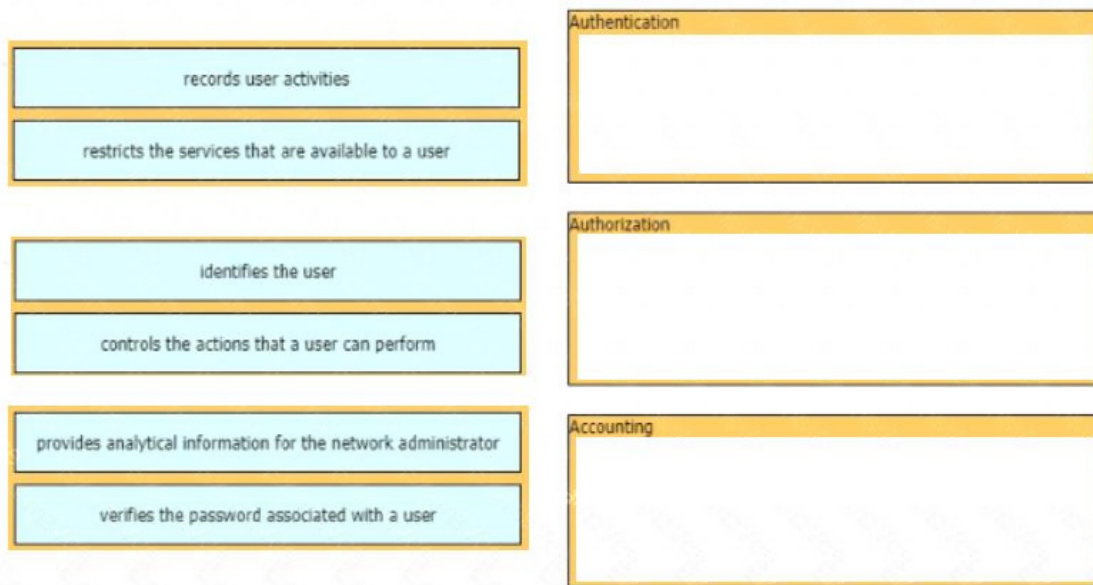 records user activities
restricts the services that are available to a user
identifies the user
controls the actions that a user can perform
provides analytical information for the network administrator
verifies the password associated with a user
Authentication
Authorization
Accounting